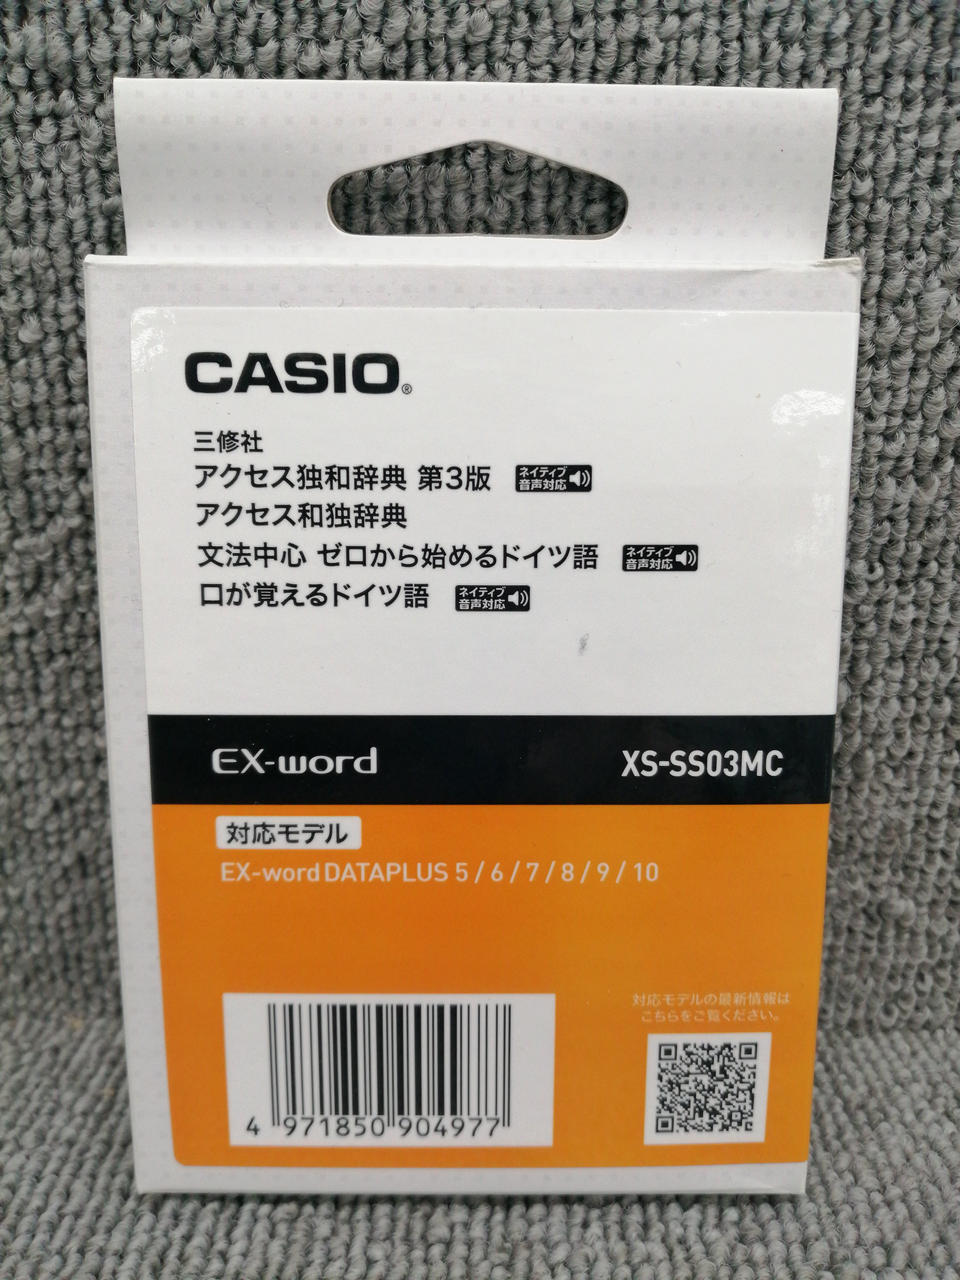 CASIO®
三修社
アクセス独和辞典 第3版 ネイティブ音声対応
アクセス和独辞典
文法中心 ゼロから始めるドイツ語 ネイティブ音声対応
口が覚えるドイツ語 ネイティブ音声対応
EX-word XS-SS03MC
対応モデル
EX-word DATAPLUS 5 / 6 / 7 / 8 / 9 / 10
対応モデルの最新情報は
こちらをご覧ください。
4 971850 904977